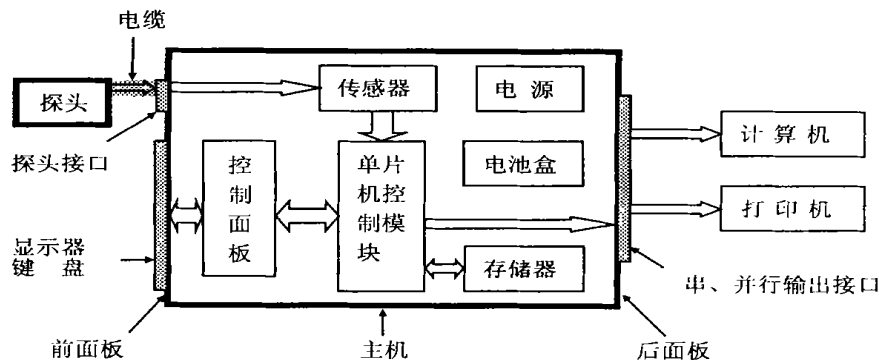 电缆
探头
传感器
电 源
计 算 机
探头接口
控
制
面
板
单片
机控
制模
块
电池盒
打 印 机
显示器
键 盘
存储器
串、并行输出接口
前面板
主机
后面板